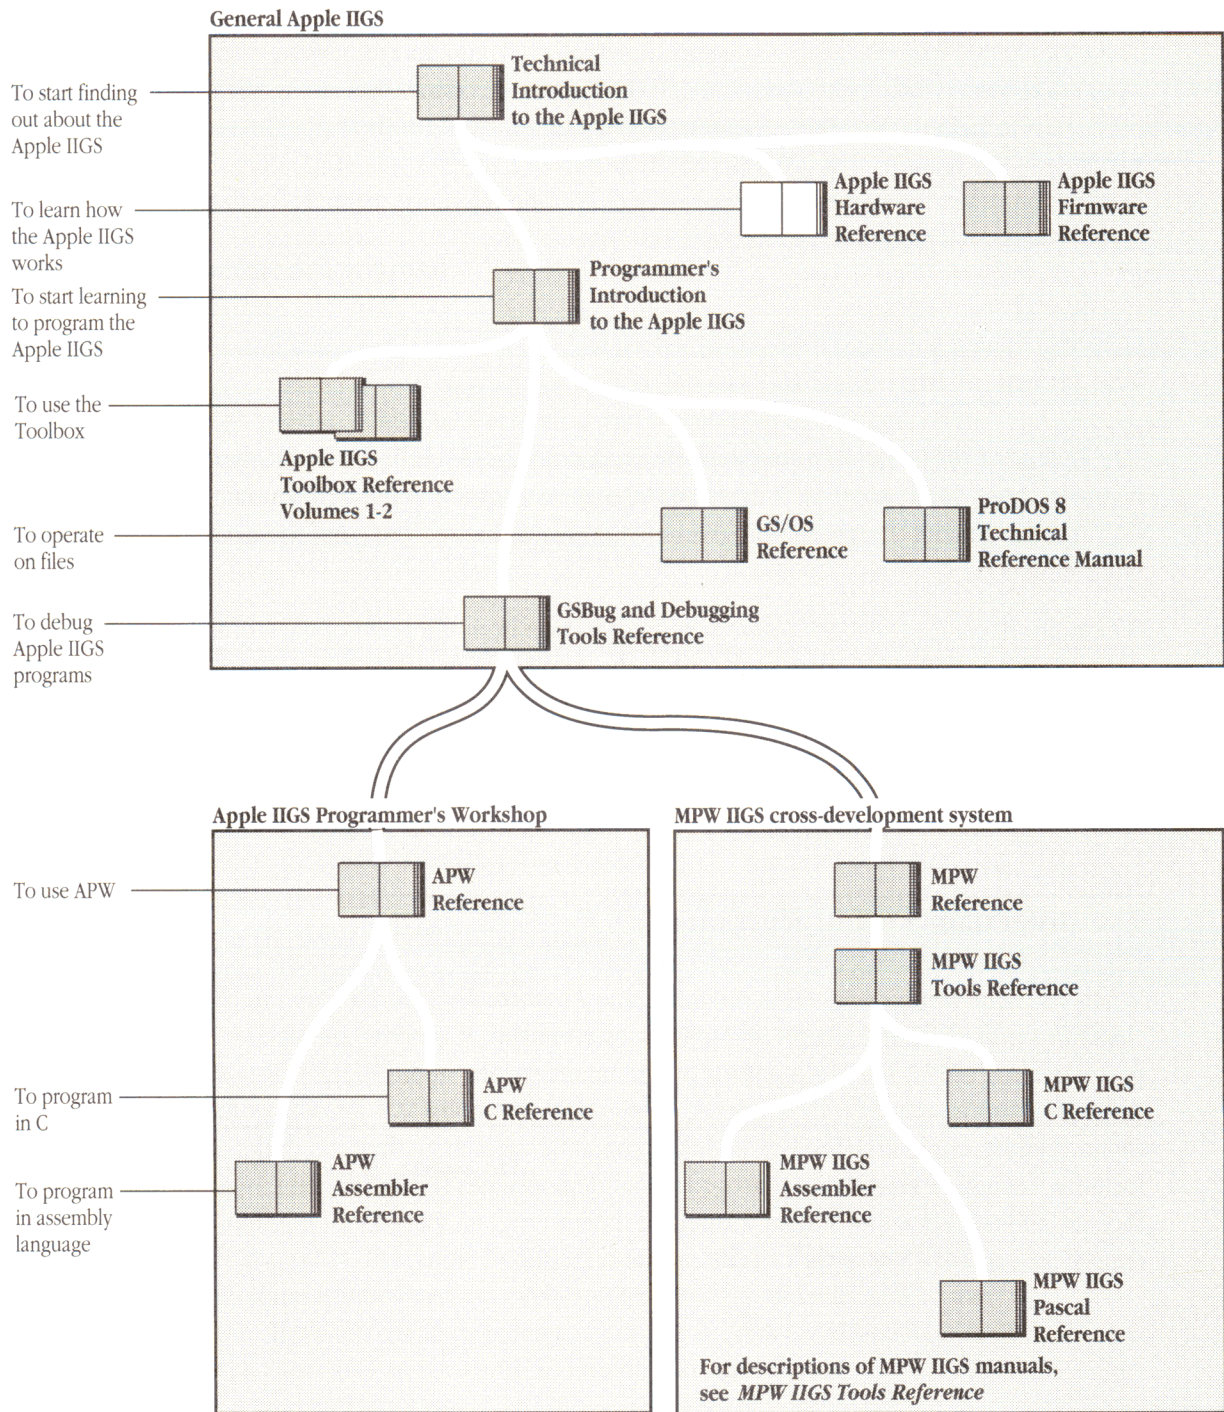 General Apple IIGS
To start finding
out about the
Apple IIGS
Technical
Introduction
to the Apple IIGS
To learn how
the Apple IIGS
works
Apple IIGS
Hardware
Reference
Apple IIGS
Firmware
Reference
To start learning
to program the
Apple IIGS
Programmer's
Introduction
to the Apple IIGS
To use the
Toolbox
Apple IIGS
Toolbox Reference
Volumes 1-2
To operate
on files
GS/OS
Reference
ProDOS 8
Technical
Reference Manual
To debug
Apple IIGS
programs
GSBug and Debugging
Tools Reference
Apple IIGS Programmer's Workshop
To use APW
APW
Reference
To program
in C
APW
C Reference
To program
in assembly
language
APW
Assembler
Reference
MPW IIGS cross-development system
MPW
Reference
MPW IIGS
Tools Reference
MPW IIGS
C Reference
MPW IIGS
Assembler
Reference
MPW IIGS
Pascal
Reference
For descriptions of MPW IIGS manuals,
see MPW IIGS Tools Reference